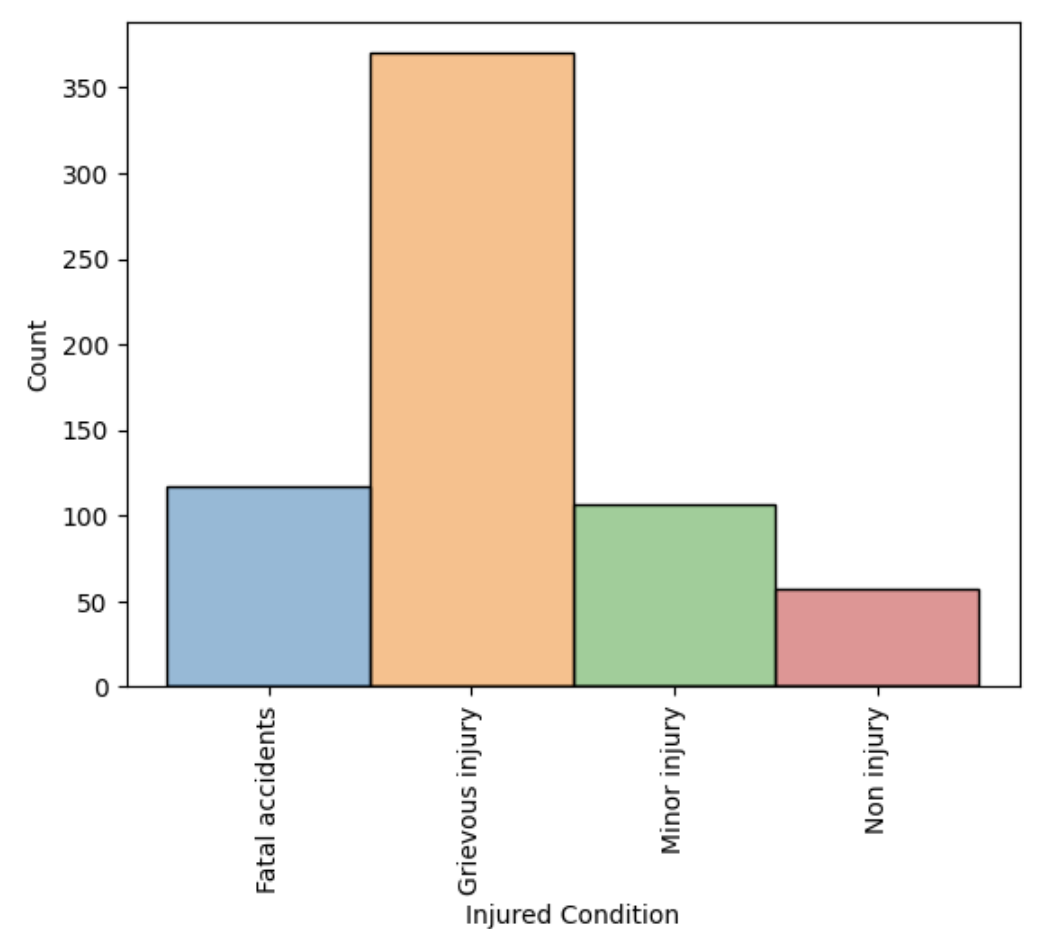 350
300
250
200
150
100
50
0
Count
Fatal accidents
Grievous injury
Minor injury
Non injury
Injured Condition